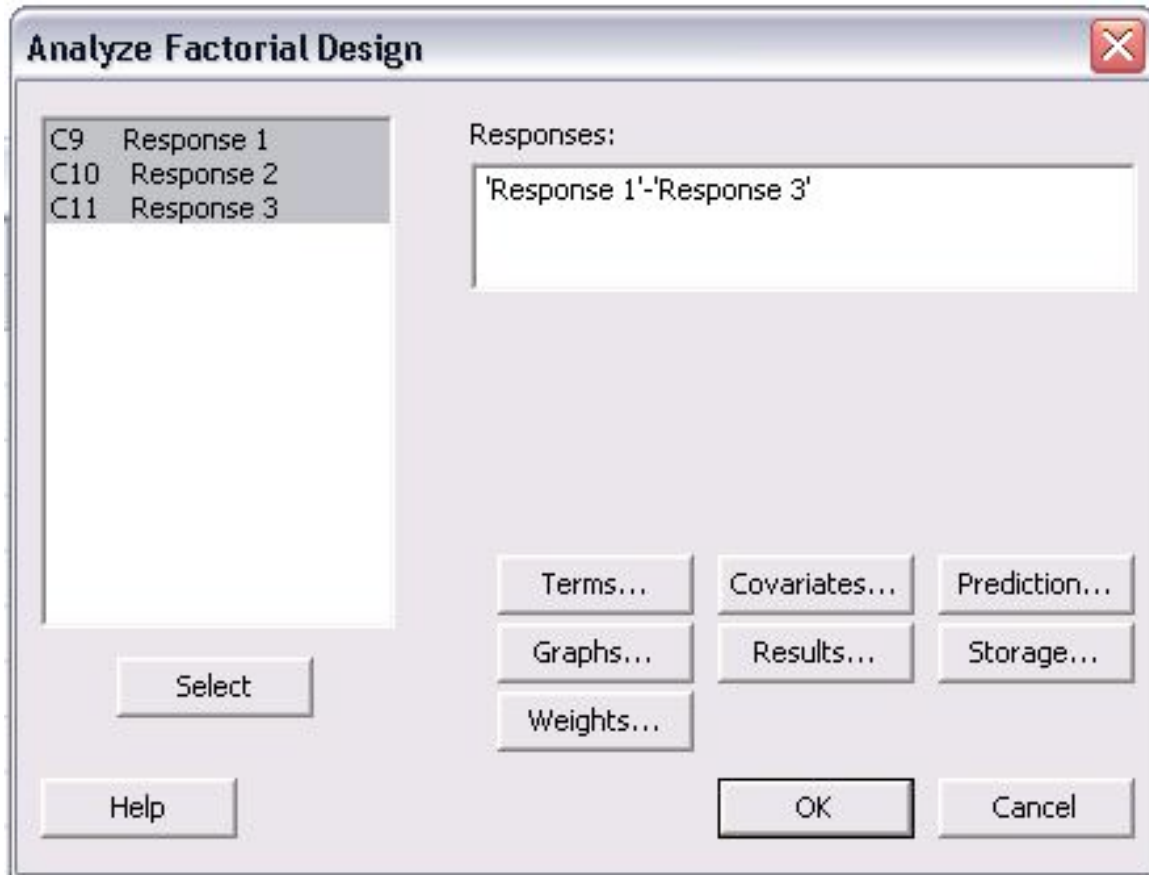 Analyze Factorial Design
C9 Response 1
C10 Response 2
C11 Response 3
Responses:
'Response 1'-'Response 3'
Terms...
Covariates...
Prediction...
Graphs...
Results...
Storage...
Select
Weights...
Help
OK
Cancel